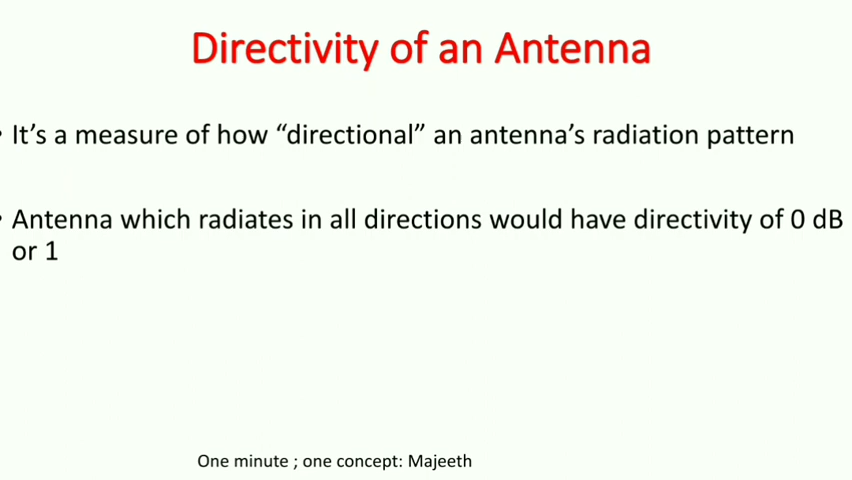 Directivity of an Antenna
• It's a measure of how “directional” an antenna's radiation pattern
• Antenna which radiates in all directions would have directivity of 0 dB
or 1
One minute ; one concept: Majeeth